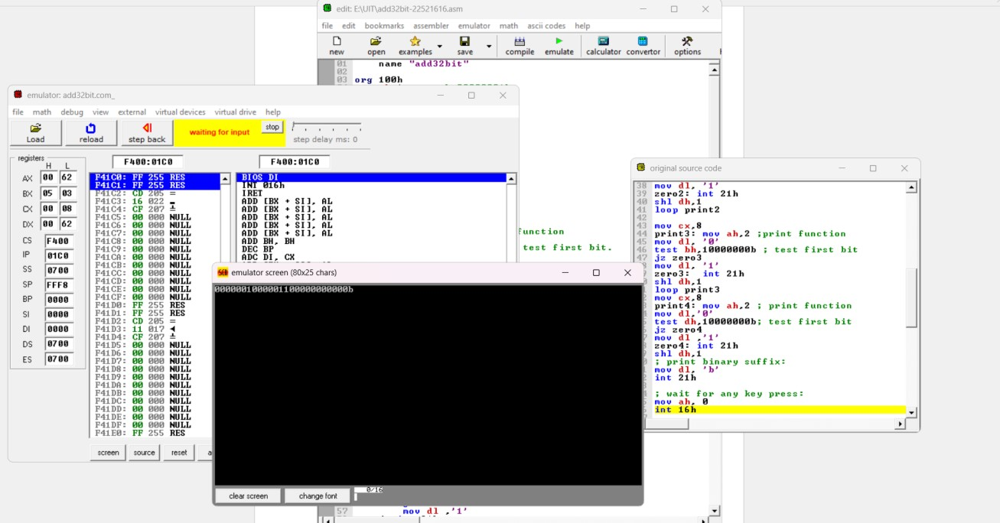 edit: E:\UIT\add32bit-22521616.asm
file edit bookmarks assembler emulator math ascii codes help
new open examples save compile emulate calculator convertor options
01 name "add32bit"
02
03 org 100h
function
test first bit.
57 mov dl ,'1'
emulator: add32bit.com_
file math debug view external virtual devices virtual drive help
Load reload step back waiting for input stop step delay ms: 0
registers
H L
F400:01C0 F400:01C0
AX 00 62
BX 05 03
CX 00 08
DX 00 62
CS F400
IP 01C0
SS 0700
SP FFF8
BP 0000
SI 0000
DI 0000
DS 0700
ES 0700
F41C0: FF 255 RES
F41C1: FF 255 RES
F41C2: CD 205 =
F41C3: 16 022 ▬
F41C4: CF 207 ╧
F41C5: 00 000 NULL
F41C6: 00 000 NULL
F41C7: 00 000 NULL
F41C8: 00 000 NULL
F41C9: 00 000 NULL
F41CA: 00 000 NULL
F41CB: 00 000 NULL
F41CC: 00 000 NULL
F41CD: 00 000 NULL
F41CE: 00 000 NULL
F41CF: 00 000 NULL
F41D0: FF 255 RES
F41D1: FF 255 RES
F41D2: CD 205 =
F41D3: 11 017 ◄
F41D4: CF 207 ╧
F41D5: 00 000 NULL
F41D6: 00 000 NULL
F41D7: 00 000 NULL
F41D8: 00 000 NULL
F41D9: 00 000 NULL
F41DA: 00 000 NULL
F41DB: 00 000 NULL
F41DC: 00 000 NULL
F41DD: 00 000 NULL
F41DE: 00 000 NULL
F41DF: 00 000 NULL
F41E0: FF 255 RES
BIOS DI
INT 016h
IRET
ADD [BX + SI], AL
ADD [BX + SI], AL
ADD [BX + SI], AL
ADD [BX + SI], AL
ADD [BX + SI], AL
ADD BH, BH
DEC BP
ADC DI, CX
screen source reset
emulator screen (80x25 chars)
0000001000001100000000000b
clear screen change font 0/16
original source code
38 mov dl, '1'
39 zero2: int 21h
40 shl dh,1
41 loop print2
42
43 mov cx,8
44 print3: mov ah,2 ;print function
45 mov dl, '0'
46 test bh,10000000b ; test first bit
47 jz zero3
mov dl, '1'
zero3: int 21h
shl dh,1
loop print3
mov cx,8
print4: mov ah,2 ; print function
mov dl,'0'
test dh,10000000b; test first bit
jz zero4
mov dl ,'1'
zero4: int 21h
shl dh,1
; print binary suffix:
mov dl, 'b'
int 21h
; wait for any key press:
mov ah, 0
int 16h